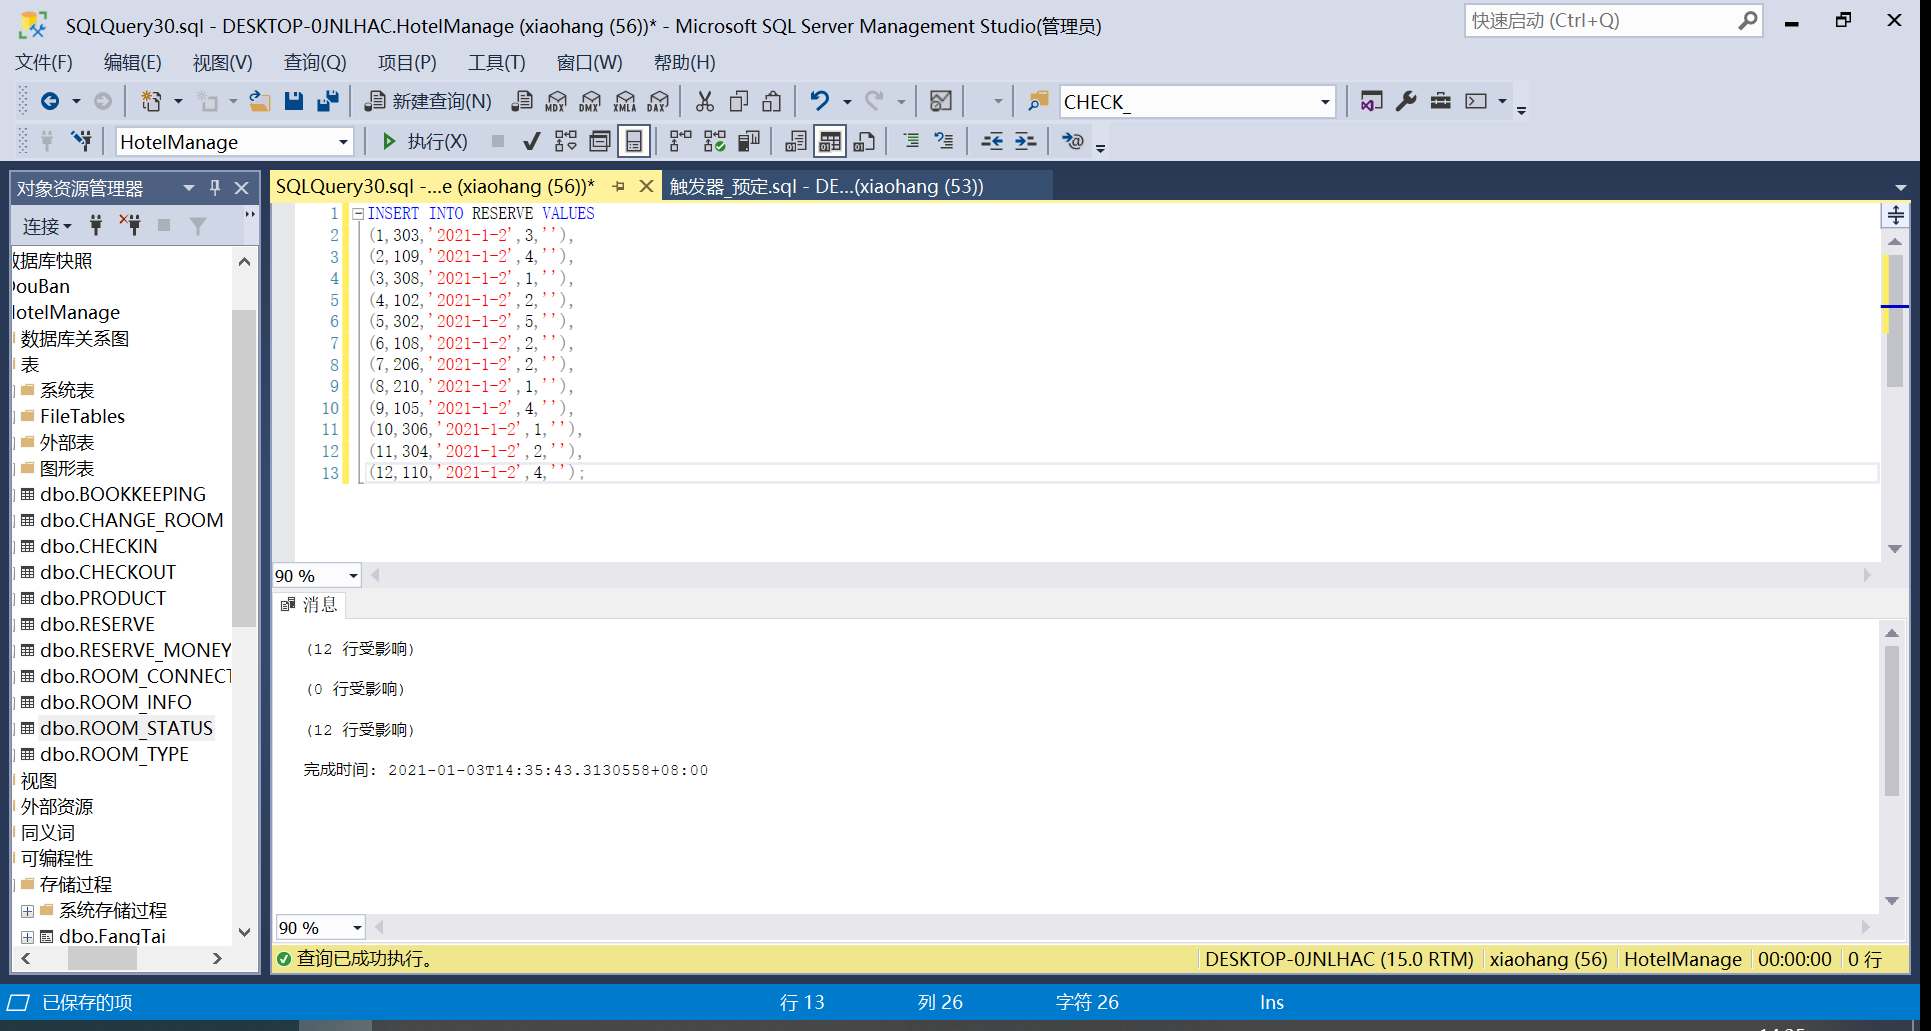 SQLQuery30.sql - DESKTOP-0JNLHAC.HotelManage (xiaohang (56))* - Microsoft SQL Server Management Studio(管理员)
快速启动 (Ctrl+Q)
文件(F) 编辑(E) 视图(V) 查询(Q) 项目(P) 工具(T) 窗口(W) 帮助(H)
新建查询(N) MDX DMX XMLA DAX CHECK_
HotelManage 执行(X)
对象资源管理器
连接
数据库快照
ouBan
otelManage
数据库关系图
表
系统表
FileTables
外部表
图形表
dbo.BOOKKEEPING
dbo.CHANGE_ROOM
dbo.CHECKIN
dbo.CHECKOUT
dbo.PRODUCT
dbo.RESERVE
dbo.RESERVE_MONEY
dbo.ROOM_CONNECT
dbo.ROOM_INFO
dbo.ROOM_STATUS
dbo.ROOM_TYPE
视图
外部资源
同义词
可编程性
存储过程
系统存储过程
dbo.FangTai
SQLQuery30.sql -...e (xiaohang (56))* 触发器_预定.sql - DE...(xiaohang (53))
1 INSERT INTO RESERVE VALUES
2 (1,303,'2021-1-2',3,''),
3 (2,109,'2021-1-2',4,''),
4 (3,308,'2021-1-2',1,''),
5 (4,102,'2021-1-2',2,''),
6 (5,302,'2021-1-2',5,''),
7 (6,108,'2021-1-2',2,''),
8 (7,206,'2021-1-2',2,''),
9 (8,210,'2021-1-2',1,''),
10 (9,105,'2021-1-2',4,''),
11 (10,306,'2021-1-2',1,''),
12 (11,304,'2021-1-2',2,''),
13 (12,110,'2021-1-2',4,'');
90 %
消息
(12 行受影响)
(0 行受影响)
(12 行受影响)
完成时间: 2021-01-03T14:35:43.3130558+08:00
90 %
查询已成功执行。 DESKTOP-0JNLHAC (15.0 RTM) xiaohang (56) HotelManage 00:00:00 0 行
已保存的项 行 13 列 26 字符 26 Ins